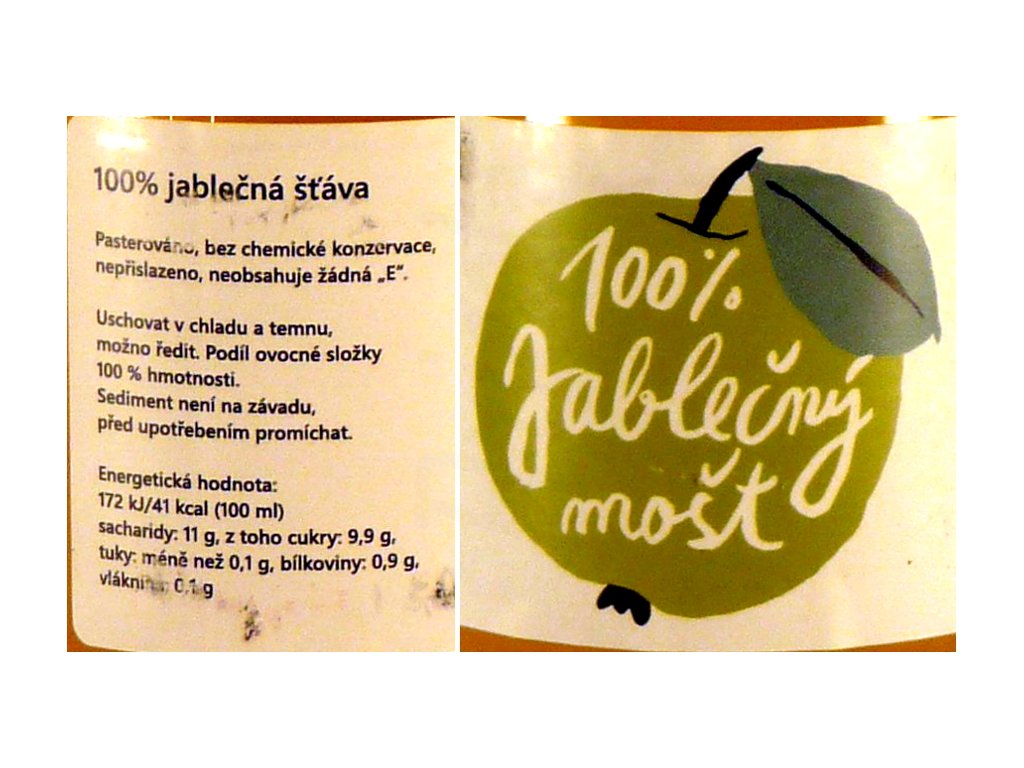 100% jablečná šťáva
Pasterováno, bez chemické konzervace,
nepřislazeno, neobsahuje žádná „E".
Uschovat v chladu a temnu,
možno ředit. Podíl ovocné složky
100 % hmotnosti.
Sediment není na závadu,
před upotřebením promíchat.
Energetická hodnota:
172 kJ/41 kcal (100 ml)
sacharidy: 11 g, z toho cukry: 9,9 g,
tuky: méně než 0,1 g, bílkoviny: 0,9 g,
vláknina: 0,1 g
100%
Jablečný
mošt